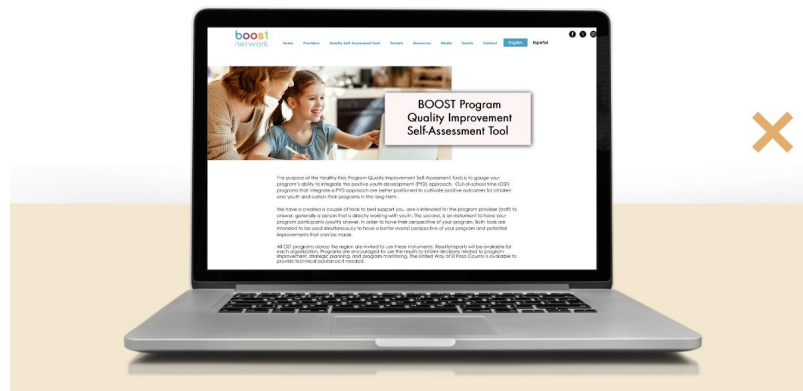 boost
network
Home Providers Healthy Self-Assessment Tool Parents Resources Media Events Contact English Español
BOOST Program
Quality Improvement
Self-Assessment Tool
The purpose of the Healthy Kids Program Quality Improvement Self-Assessment Tools is to gauge your
program's ability to integrate the positive youth development (PYD) approach. Out-of-school time (OST)
programs that integrate a PYD approach are better positioned to cultivate positive outcomes for children
and youth and sustain their programs in the long-term.
We have a created a couple of tools to best support you, one is intended for the program provider (staff) to
answer, generally a person that is directly working with youth. The second, is an instrument to have your
program participants (youth) answer, in order to have their perspective of your program. Both tools are
intended to be used simultaneously to have a better overall perspective of your program and potential
improvements that can be made.
All OST programs across the region are invited to use these instruments. Results/reports will be available for
each organization. Programs are encouraged to use the results to inform decisions related to program
improvement, strategic planning, and program monitoring. The United Way of El Paso County is available to
provide technical assistance if needed.